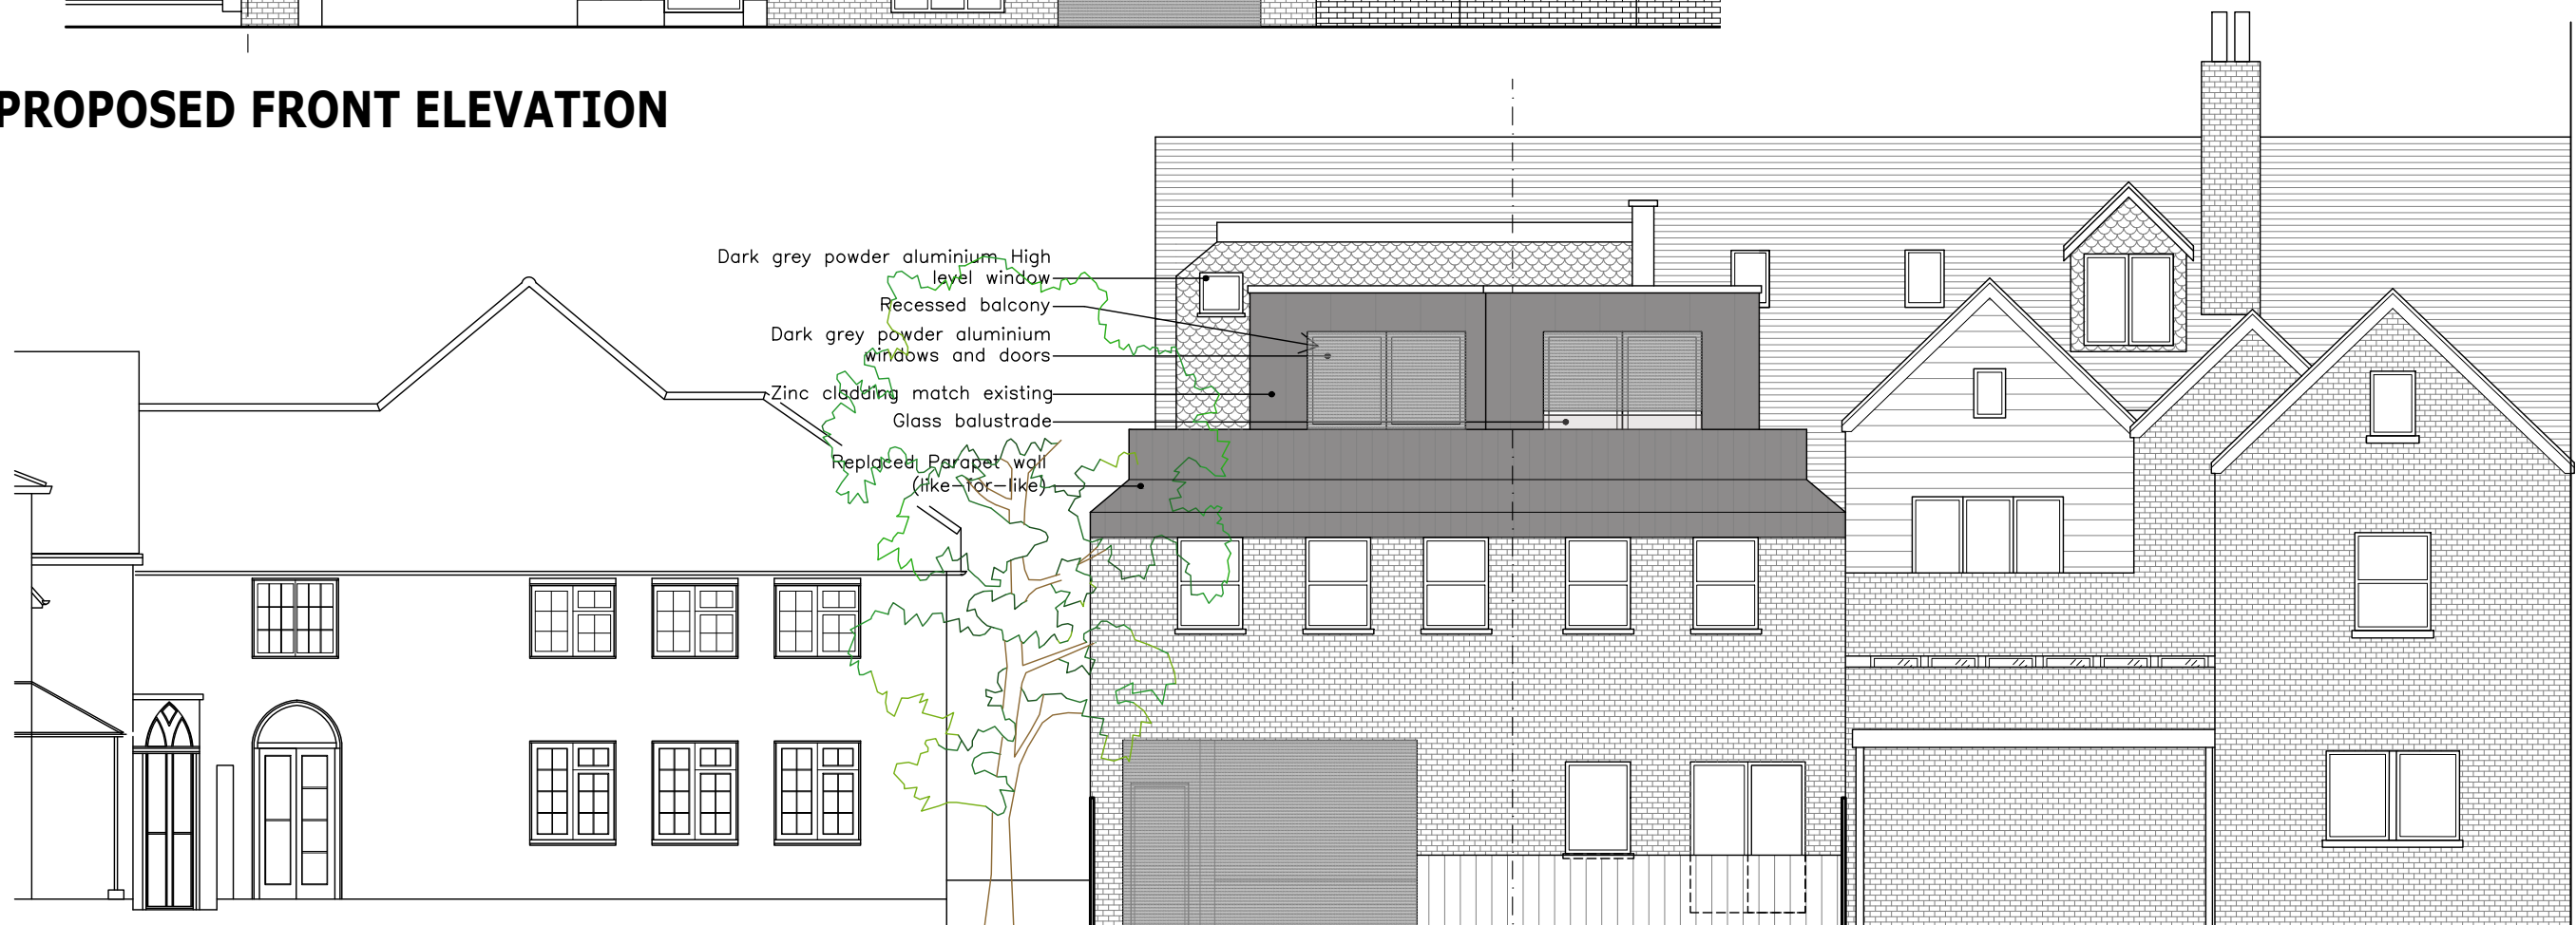 PROPOSED FRONT ELEVATION
Dark grey powder aluminium High
level window
Recessed balcony
Dark grey powder aluminium
windows and doors
Zinc cladding match existing
Glass balustrade
Replaced Parapet wall
(like-for-like)